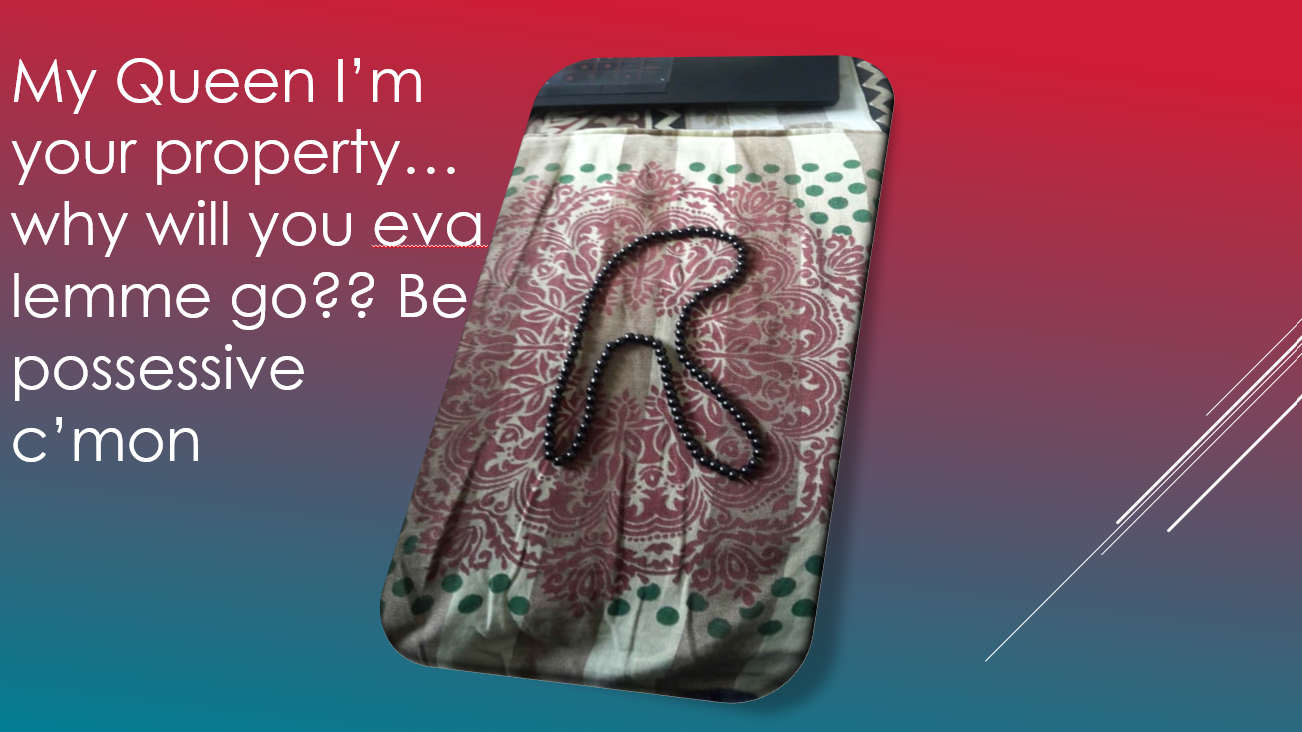 My Queen I’m
your property…
why will you eva
lemme go?? Be
possessive
c’mon
R